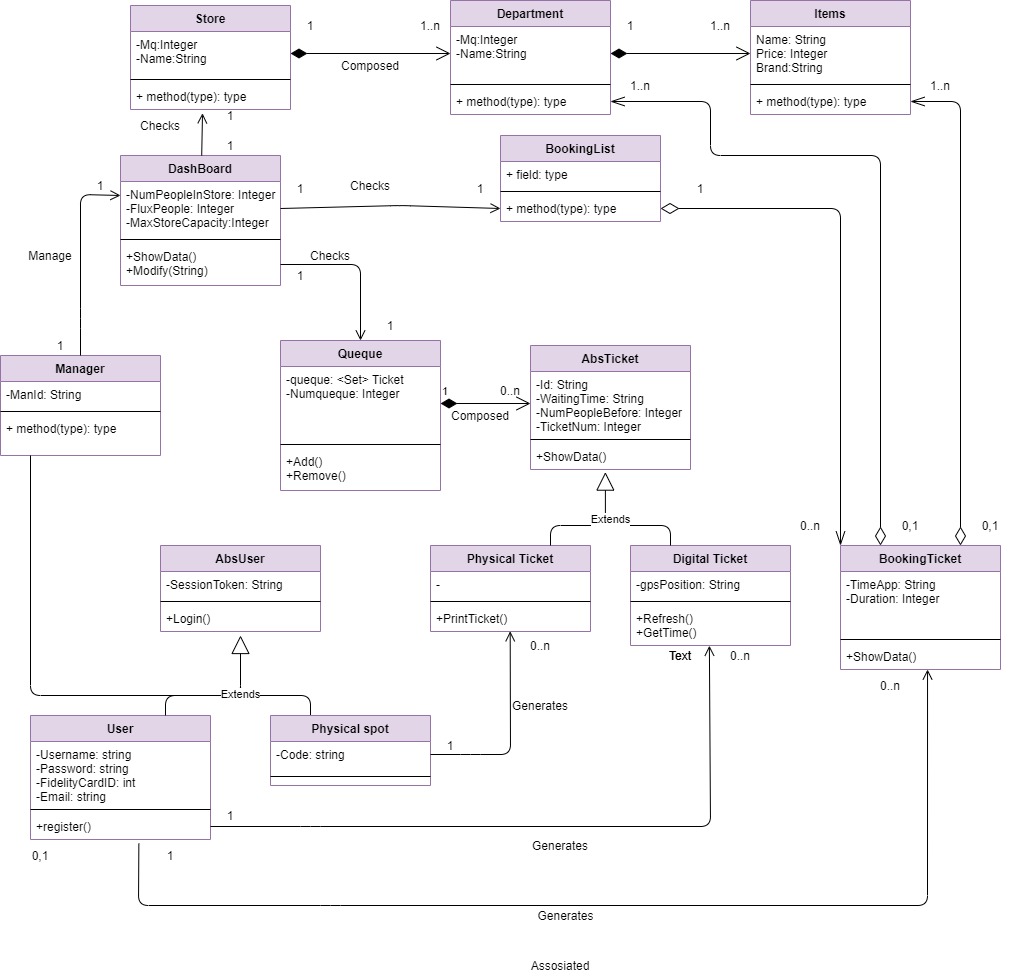 Store
-Mq:Integer
-Name:String
+ method(type): type
1
1..n
Composed
Department
-Mq:Integer
-Name:String
+ method(type): type
1
1..n
Items
Name: String
Price: Integer
Brand:String
+ method(type): type
1..n
1..n
Checks
1
1
DashBoard
-NumPeopleInStore: Integer
-FluxPeople: Integer
-MaxStoreCapacity:Integer
+ShowData()
+Modify(String)
1
Checks
1
BookingList
+ field: type
+ method(type): type
1
1
Manage
Checks
1
1
1
Manager
-ManId: String
+ method(type): type
Queque
-queque: <Set> Ticket
-Numqueque: Integer
+Add()
+Remove()
1
0..n
Composed
AbsTicket
-Id: String
-WaitingTime: String
-NumPeopleBefore: Integer
-TicketNum: Integer
+ShowData()
Extends
0..n
0,1
0,1
AbsUser
-SessionToken: String
+Login()
Physical Ticket
-
+PrintTicket()
Digital Ticket
-gpsPosition: String
+Refresh()
+GetTime()
BookingTicket
-TimeApp: String
-Duration: Integer
+ShowData()
0..n
Text
0..n
0..n
Extends
Generates
User
-Username: string
-Password: string
-FidelityCardID: int
-Email: string
+register()
Physical spot
-Code: string
1
1
Generates
0,1
1
Generates
Assosiated